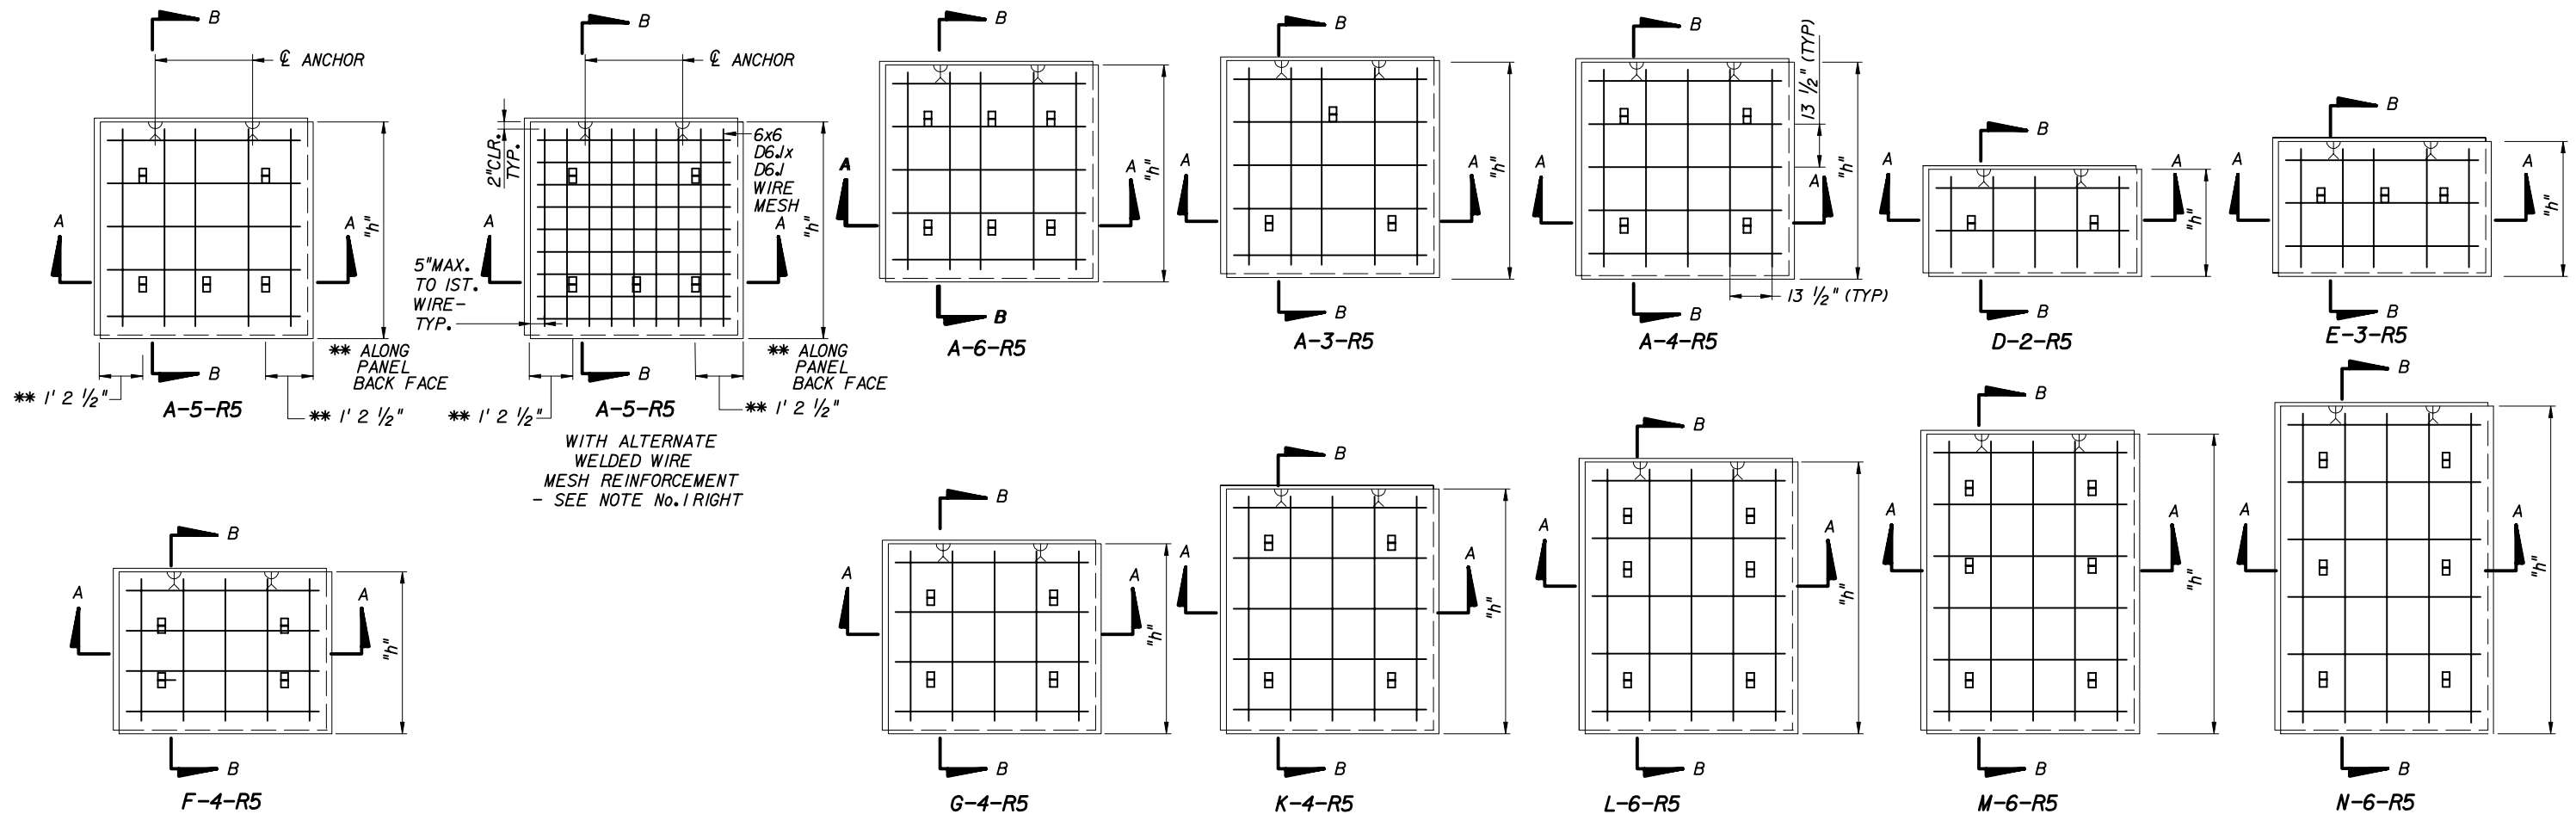 B
℄ ANCHOR
A
A
"h"
** ALONG
PANEL
BACK FACE
** 1' 2 ½"
B
** 1' 2 ½"
A-5-R5
B
℄ ANCHOR
2"CLR.
TYP.
6x6
D6.1x
D6.1
WIRE
MESH
A
A
"h"
5"MAX.
TO 1ST.
WIRE-
TYP.
** ALONG
PANEL
BACK FACE
** 1' 2 ½"
B
** 1' 2 ½"
A-5-R5
WITH ALTERNATE
WELDED WIRE
MESH REINFORCEMENT
- SEE NOTE No.1 RIGHT
B
A
A
"h"
B
A-6-R5
B
A
A
"h"
B
A-3-R5
B
13 ½" (TYP)
A
A
"h"
13 ½" (TYP)
B
A-4-R5
B
A
A
"h"
B
D-2-R5
B
A
A
"h"
B
E-3-R5
B
A
A
"h"
B
F-4-R5
B
A
A
"h"
B
G-4-R5
B
A
A
"h"
B
K-4-R5
B
A
A
"h"
B
L-6-R5
B
A
A
"h"
B
M-6-R5
B
A
A
"h"
B
N-6-R5